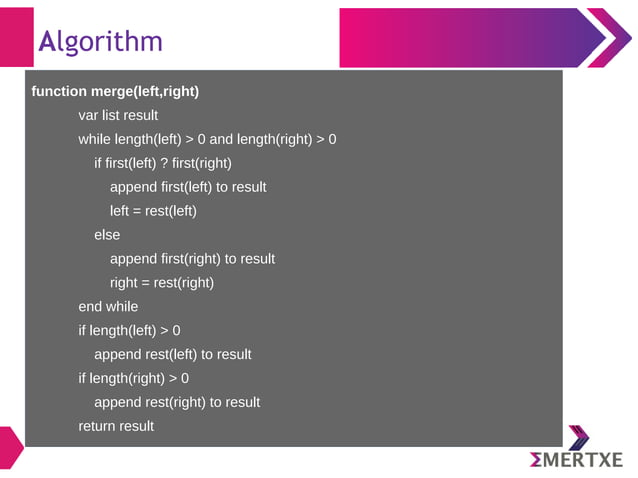 Algorithm
function merge(left,right)
var list result
while length(left) > 0 and length(right) > 0
if first(left) ? first(right)
append first(left) to result
left = rest(left)
else
append first(right) to result
right = rest(right)
end while
if length(left) > 0
append rest(left) to result
if length(right) > 0
append rest(right) to result
return result
ΣMERTXE